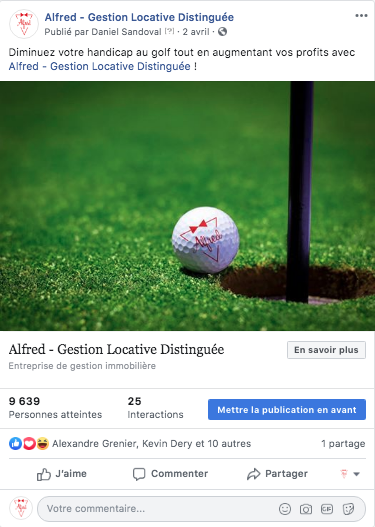 Alfred - Gestion Locative Distinguée
Publié par Daniel Sandoval [?] · 2 avril ·
Diminuez votre handicap au golf tout en augmentant vos profits avec
Alfred - Gestion Locative Distinguée !
Alfred
Alfred - Gestion Locative Distinguée
En savoir plus
Entreprise de gestion immobilière
9 639
Personnes atteintes
25
Interactions
Mettre la publication en avant
Alexandre Grenier, Kevin Dery et 10 autres
1 partage
J'aime
Commenter
Partager
Votre commentaire...
GIF